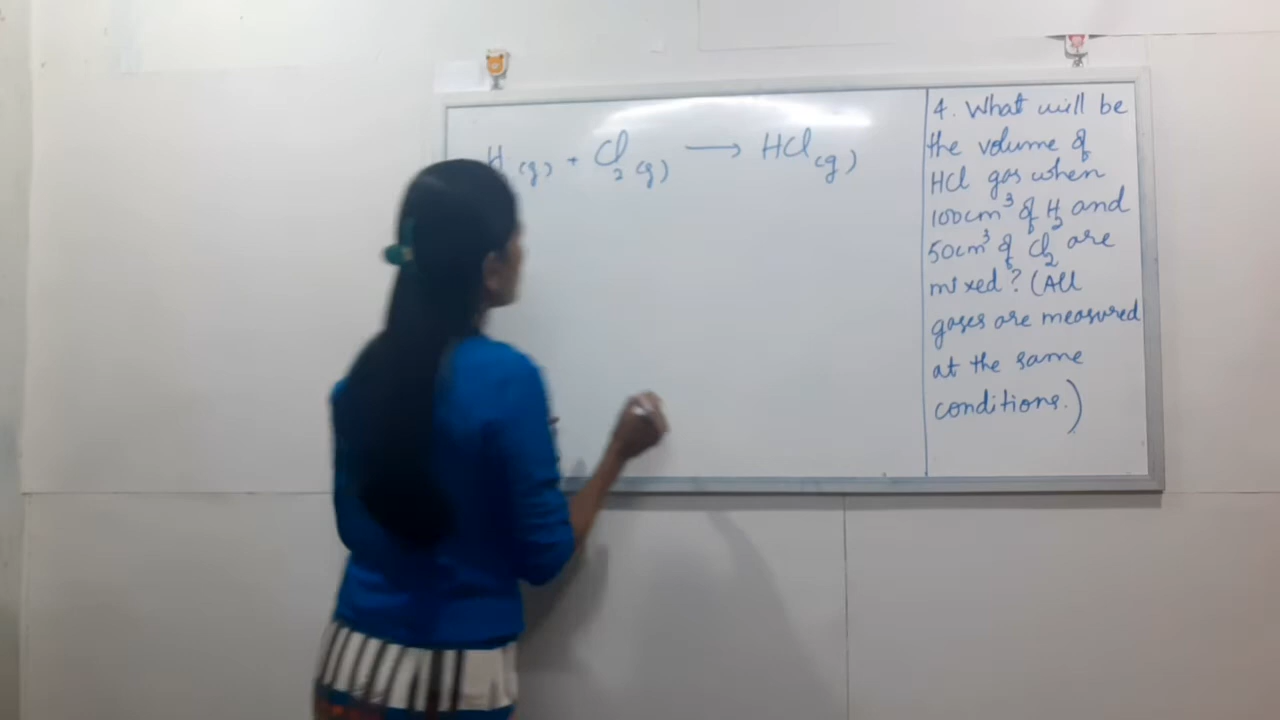 H (g) + Cl₂ (g) ⟶ HCl (g)
4. What will be
the volume of
HCl gas when
100cm³ of H₂ and
50cm³ of Cl₂ are
mixed? (All
gases are measured
at the same
conditions.)